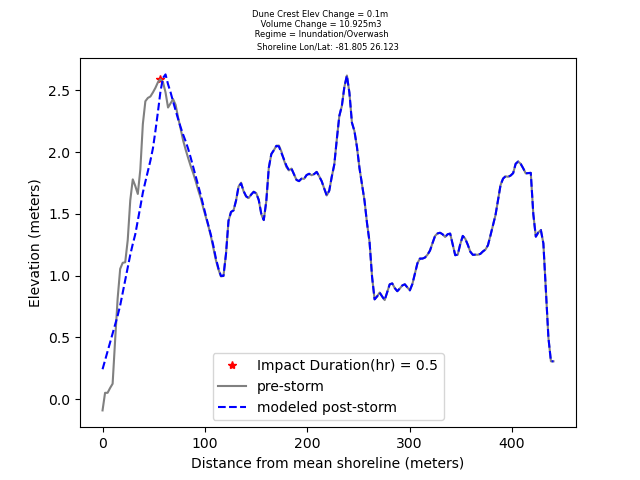 Dune Crest Elev Change = 0.1m
Volume Change = 10.925m3
Regime = Inundation/Overwash
Shoreline Lon/Lat: -81.805 26.123
2.5
2.0
1.5
1.0
0.5
0.0
Elevation (meters)
Impact Duration(hr) = 0.5
pre-storm
modeled post-storm
0 100 200 300 400
Distance from mean shoreline (meters)